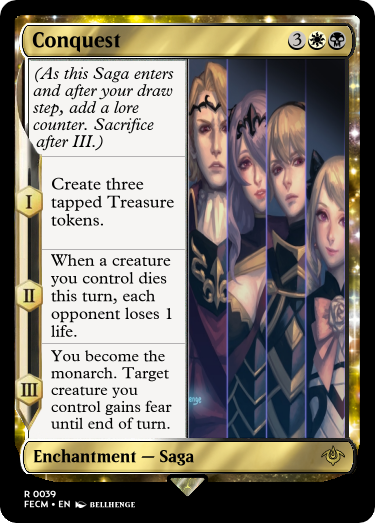 Conquest 3
(As this Saga enters
and after your draw
step, add a lore
counter. Sacrifice
after III.)
I
Create three
tapped Treasure
tokens.
II
When a creature
you control dies
this turn, each
opponent loses 1
life.
III
You become the
monarch. Target
creature you
control gains fear
until end of turn.
Enchantment — Saga
R 0039
FECM • EN BELLHENGE